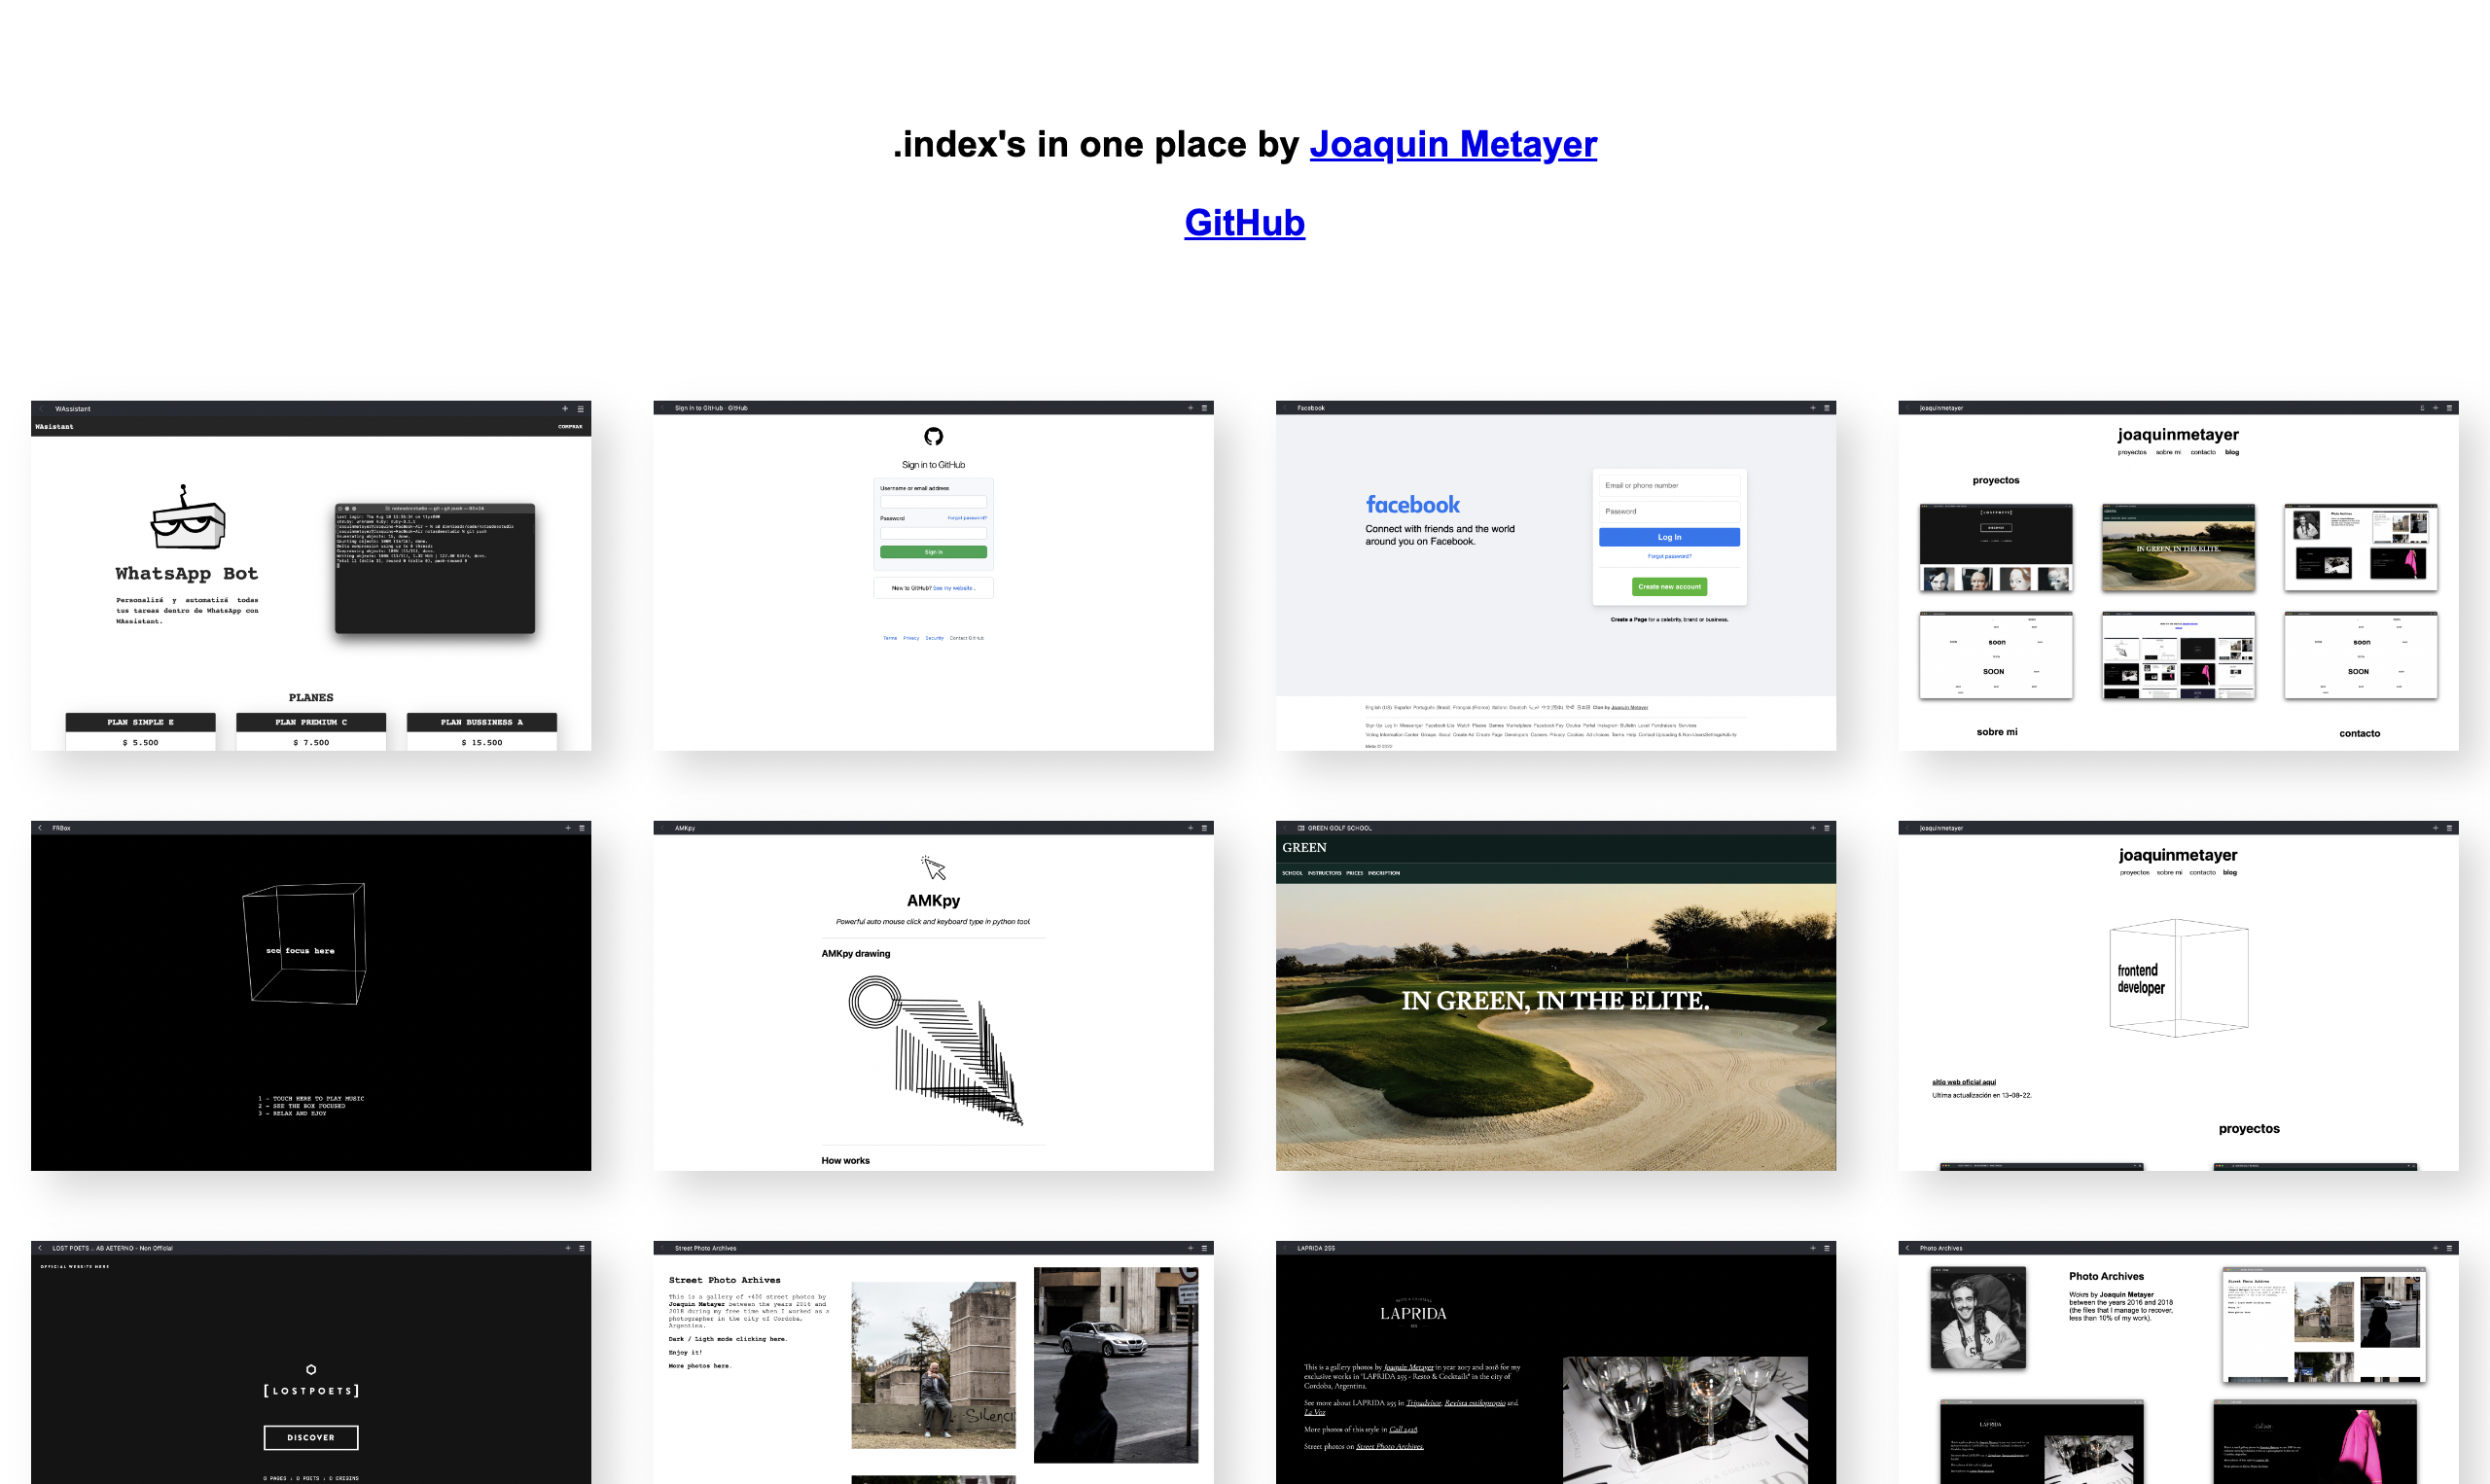 .index's in one place by Joaquin Metayer
GitHub
WAssistant
WAsistant
COMPRAR
WhatsApp Bot
Personalizá y automatizá todas
tus tareas dentro de WhatsApp con
WAssistant.
PLANES
PLAN SIMPLE E
PLAN PREMIUM C
PLAN BUSSINESS A
$ 5.500
$ 7.500
$ 15.500
Sign in to GitHub · GitHub
Sign in to GitHub
Username or email address
Password
Forgot password?
Sign in
New to GitHub? See my website .
Terms Privacy Security Contact GitHub
Facebook
facebook
Connect with friends and the world
around you on Facebook.
Email or phone number
Password
Log In
Forgot password?
Create new account
Create a Page for a celebrity, brand or business.
joaquinmetayer
joaquinmetayer
proyectos sobre mi contacto blog
proyectos
[LOSTPOETS]
IN GREEN, IN THE ELITE.
soon
SOON
soon
SOON
sobre mi
contacto
FRBox
see focus here
1 - TOUCH HERE TO PLAY MUSIC
2 - SEE THE BOX FOCUSED
3 - RELAX AND EJOY
AMKpy
AMKpy
Powerful auto mouse click and keyboard type in python tool.
AMKpy drawing
How works
GREEN GOLF SCHOOL
GREEN
SCHOOL INSTRUCTORS PRICES INSCRIPTION
IN GREEN, IN THE ELITE.
joaquinmetayer
joaquinmetayer
proyectos sobre mi contacto blog
frontend
developer
sitio web oficial aquí
Ultima actualización en 13-08-22.
proyectos
LOST POETS .. AB AETERNO - Non Official
OFFICIAL WEBSITE HERE
[LOSTPOETS]
DISCOVER
0 PAGES : 0 POETS : 0 ORIGINS
Street Photo Archives
Street Photo Arhives
This is a gallery of +400 street photos by
Joaquin Metayer between the years 2016 and
2018 during my free time when I worked as a
photographer in the city of Cordoba,
Argentina.
Dark / Ligth mode clicking here.
Enjoy it!
More photos here.
Silenci
LAPRIDA 255
LAPRIDA
This is a gallery photos by Joaquin Metayer in year 2017 and 2018 for my
exclusive works in "LAPRIDA 255 - Resto & Cocktails" in the city of
Cordoba, Argentina.
See more about LAPRIDA 255 in Tripadvisor, Revista estilopropio and
La Voz
More photos of this style in Call 2428
Street photos on Street Photo Archives.
Photo Archives
Photo Archives
Wokrs by Joaquin Metayer
between the years 2016 and 2018
(the files that I manage to recover,
less than 10% of my work).
LAPRIDA